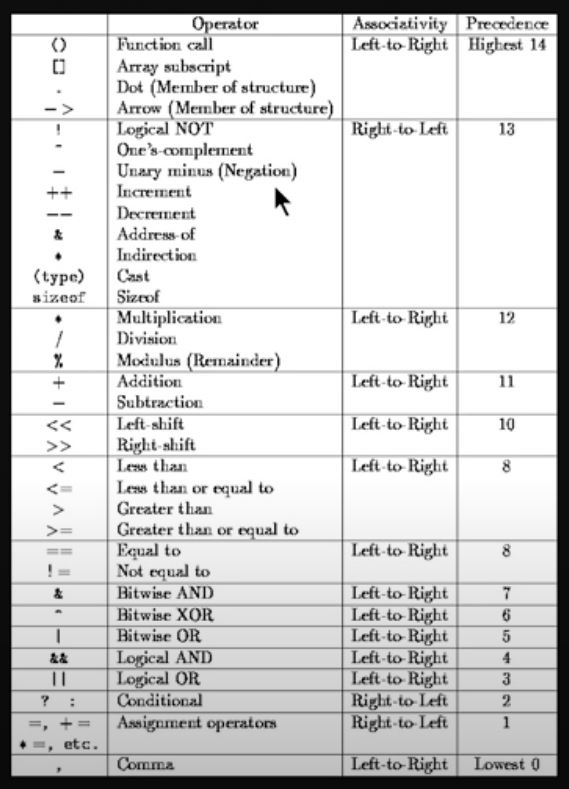 Operator Associativity Precedence
() Function call Left-to-Right Highest 14
[] Array subscript
. Dot (Member of structure)
-> Arrow (Member of structure)
! Logical NOT Right-to-Left 13
~ One's-complement
- Unary minus (Negation)
++ Increment
-- Decrement
& Address-of
* Indirection
(type) Cast
sizeof Sizeof
* Multiplication Left-to-Right 12
/ Division
% Modulus (Remainder)
+ Addition Left-to-Right 11
- Subtraction
<< Left-shift Left-to-Right 10
>> Right-shift
< Less than Left-to-Right 8
<= Less than or equal to
> Greater than
>= Greater than or equal to
== Equal to Left-to-Right 8
!= Not equal to
& Bitwise AND Left-to-Right 7
^ Bitwise XOR Left-to-Right 6
| Bitwise OR Left-to-Right 5
&& Logical AND Left-to-Right 4
|| Logical OR Left-to-Right 3
? : Conditional Right-to-Left 2
=, += Assignment operators Right-to-Left 1
*=, etc.
, Comma Left-to-Right Lowest 0